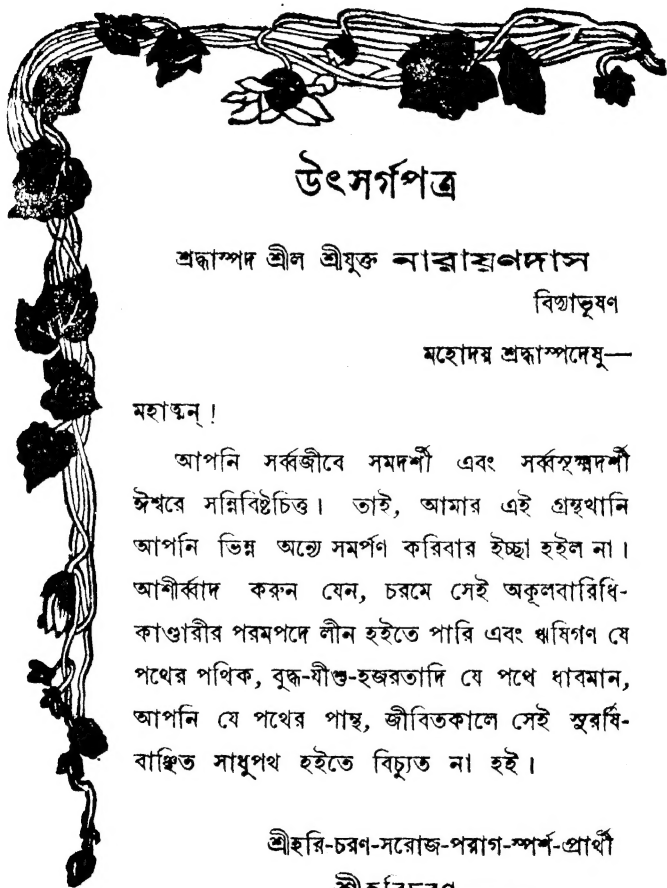 উৎসর্গপত্র
শ্রদ্ধাস্পদ শ্রীল শ্রীযুক্ত নারায়ণদাস
বিদ্যাভূষণ
মহোদয় শ্রদ্ধাস্পদেষু—
মহাত্মন্ !
আপনি সর্ব্বজীবে সমদর্শী এবং সর্ব্বসূক্ষ্মদর্শী
ঈশ্বরে সন্নিবিষ্টচিত্ত। তাই, আমার এই গ্রন্থখানি
আপনি ভিন্ন অন্যে সমর্পণ করিবার ইচ্ছা হইল না।
আশীর্ব্বাদ করুন যেন, চরমে সেই অকূলবারিধি-
কাণ্ডারীর পরমপদে লীন হইতে পারি এবং ঋষিগণ যে
পথের পথিক, বুদ্ধ-যীশু-হজরতাদি যে পথে ধাবমান,
আপনি যে পথের পান্থ, জীবিতকালে সেই সুরর্ষি-
বাঞ্ছিত সাধুপথ হইতে বিচ্যুত না হই।
শ্রীহরি-চরণ-সরোজ-পরাগ-স্পর্শ-প্রার্থী
শ্রীহরিচরণ